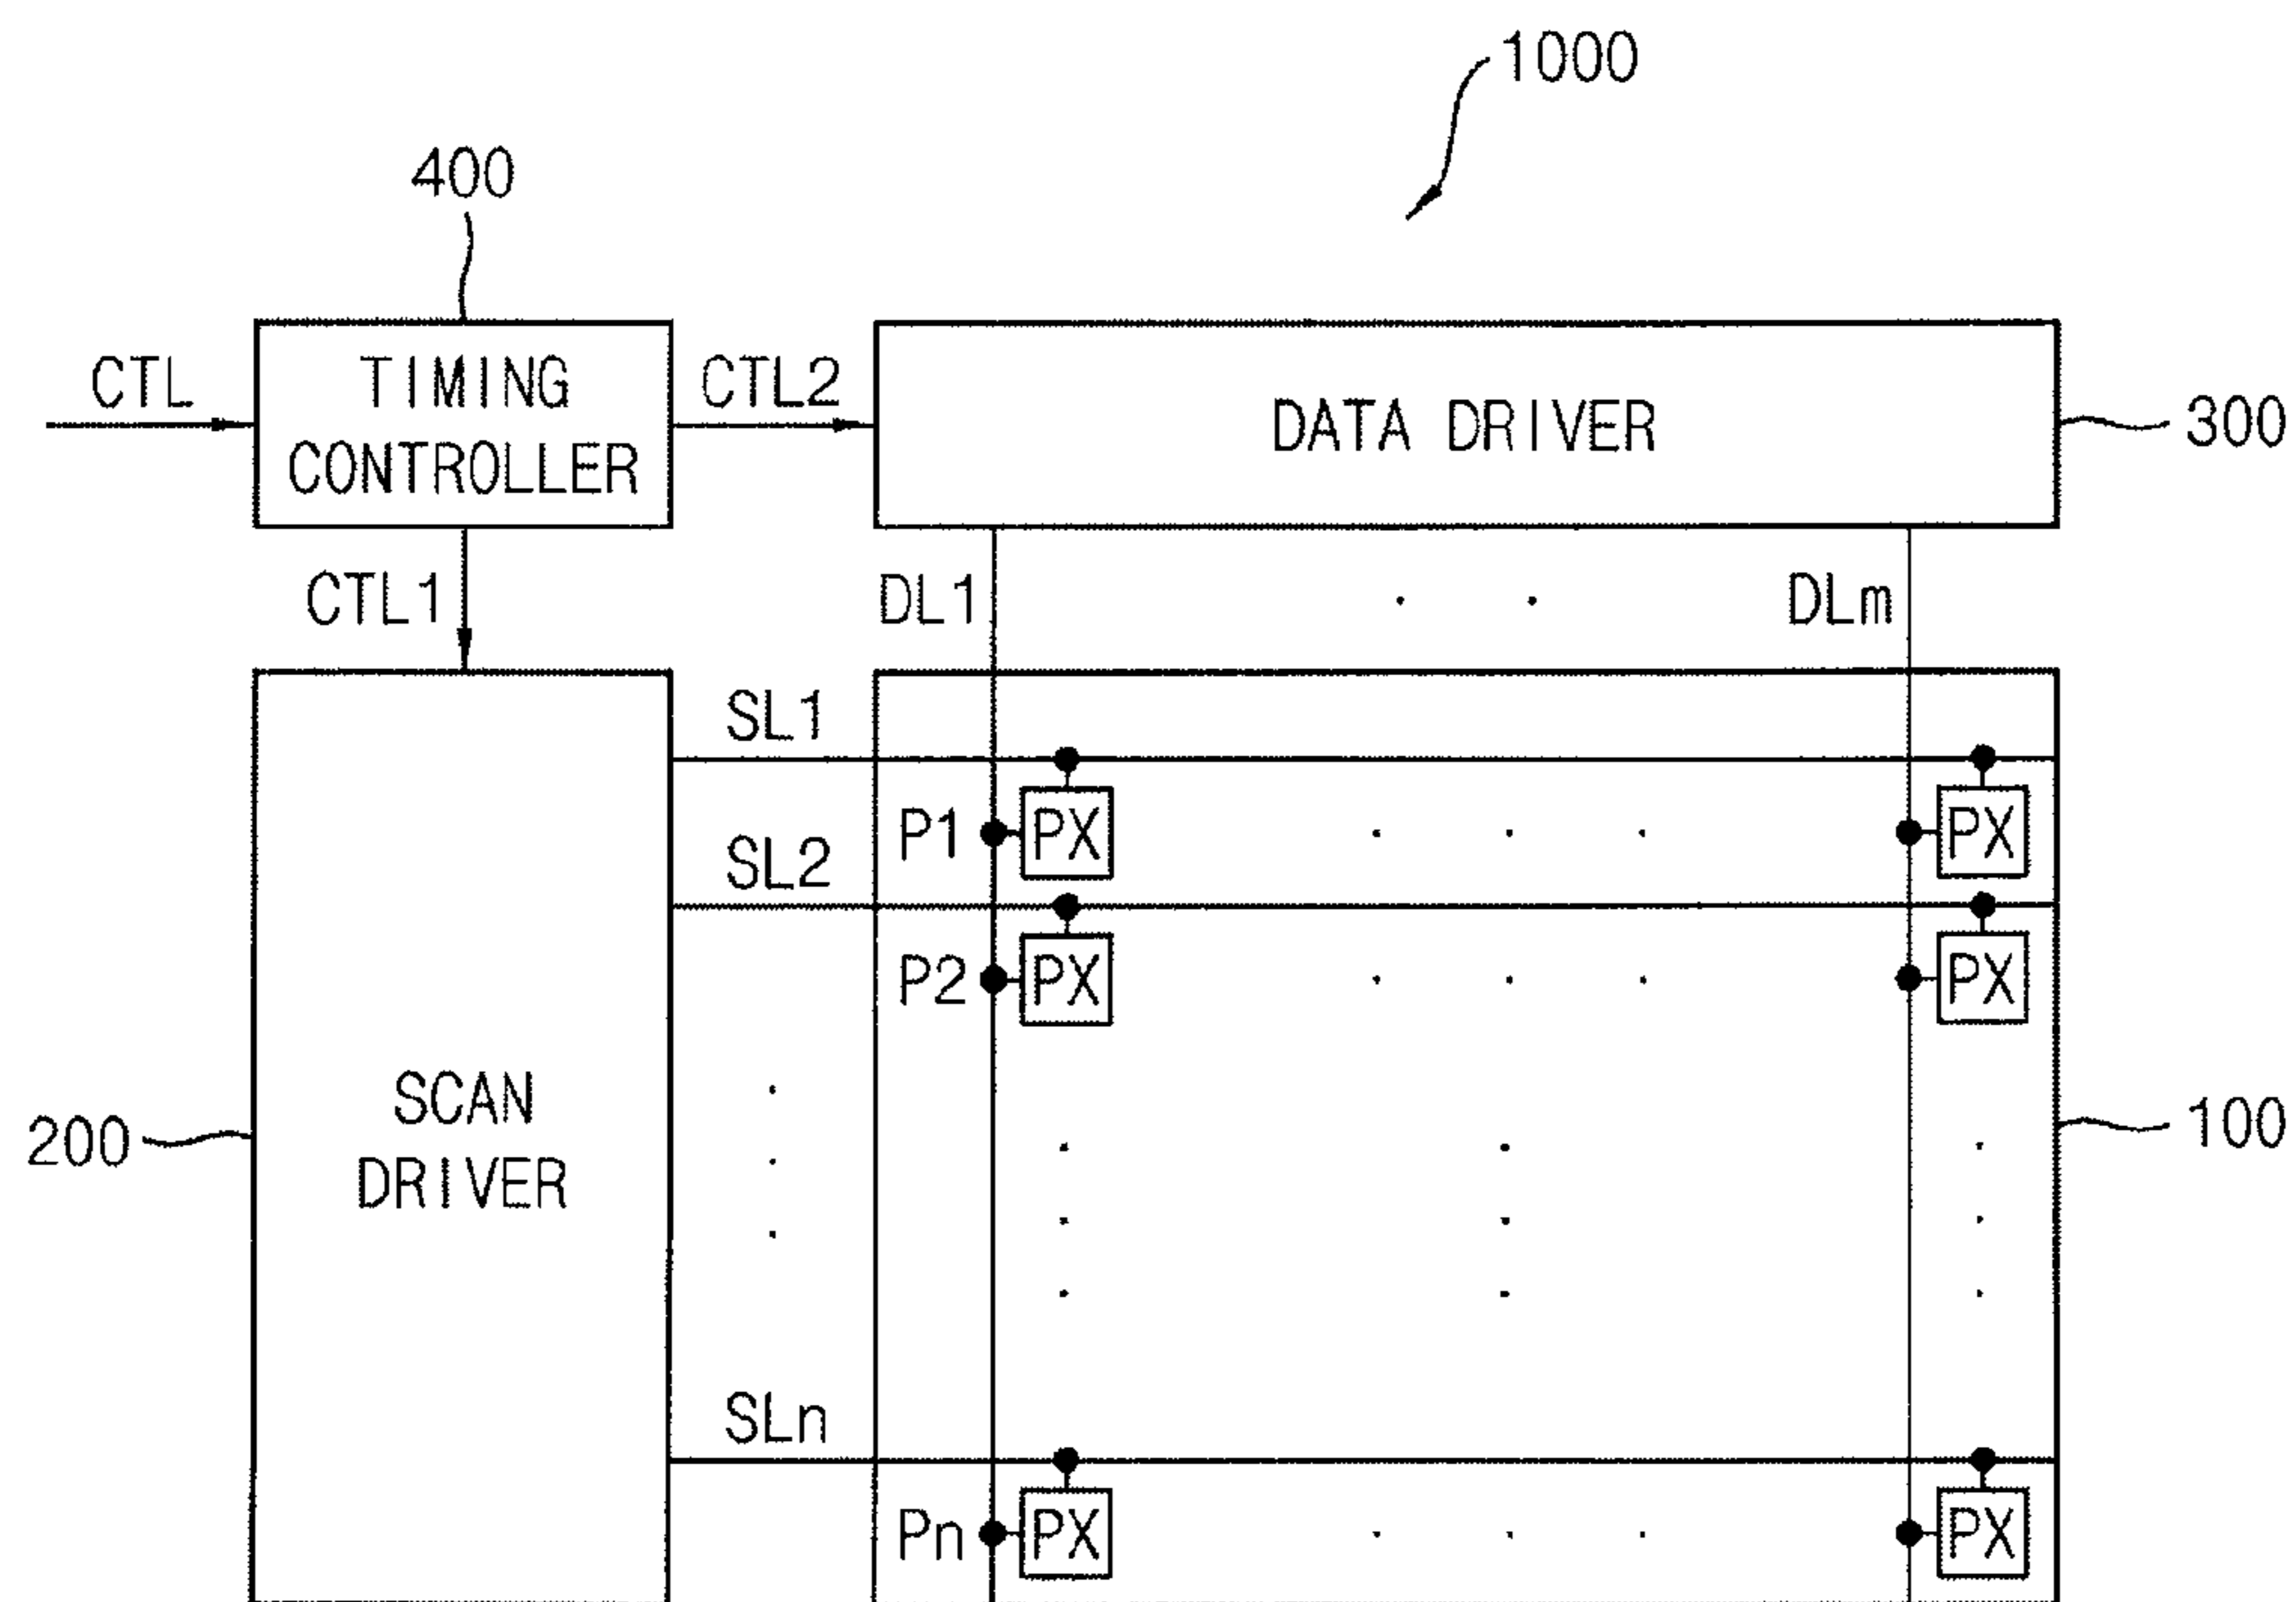 1000
400
CTL
TIMING
CONTROLLER
CTL2
DATA DRIVER
300
CTL1
DL1
DLm
SL1
P1
PX
PX
SL2
P2
PX
PX
SCAN
DRIVER
200
100
SLn
Pn
PX
PX